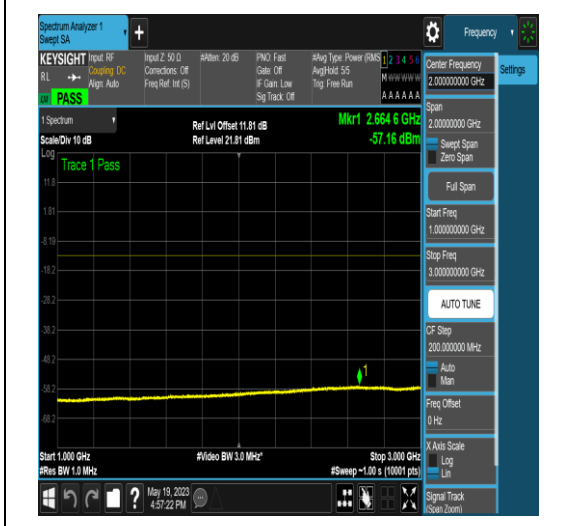 Spectrum Analyzer 1
Swept SA
Frequency
KEYSIGHT
RL
Input: RF
Coupling: DC
Align: Auto
Input Z: 50 Ω
Corrections: Off
Freq Ref: Int (S)
#Atten: 20 dB
PNO: Fast
Gate: Off
IF Gain: Low
Sig Track: Off
#Avg Type: Power (RMS
Avg|Hold: 5/5
Trig: Free Run
1 2 3 4 5 6
M W W W W W
A A A A A A
PASS
1 Spectrum
Scale/Div 10 dB
Ref Lvl Offset 11.81 dB
Ref Level 21.81 dBm
Mkr1 2.664 6 GHz
-57.16 dBm
Log
Trace 1 Pass
11.8
1.81
-8.19
-18.2
-28.2
-38.2
-48.2
-58.2
-68.2
1
Start 1.000 GHz
#Res BW 1.0 MHz
#Video BW 3.0 MHz*
Stop 3.000 GHz
#Sweep ~1.00 s (10001 pts)
?
May 19, 2023
4:57:22 PM
Center Frequency
2.000000000 GHz
Settings
Span
2.00000000 GHz
Swept Span
Zero Span
Full Span
Start Freq
1.000000000 GHz
Stop Freq
3.000000000 GHz
AUTO TUNE
CF Step
200.000000 MHz
Auto
Man
Freq Offset
0 Hz
X Axis Scale
Log
Lin
Signal Track
(Span Zoom)